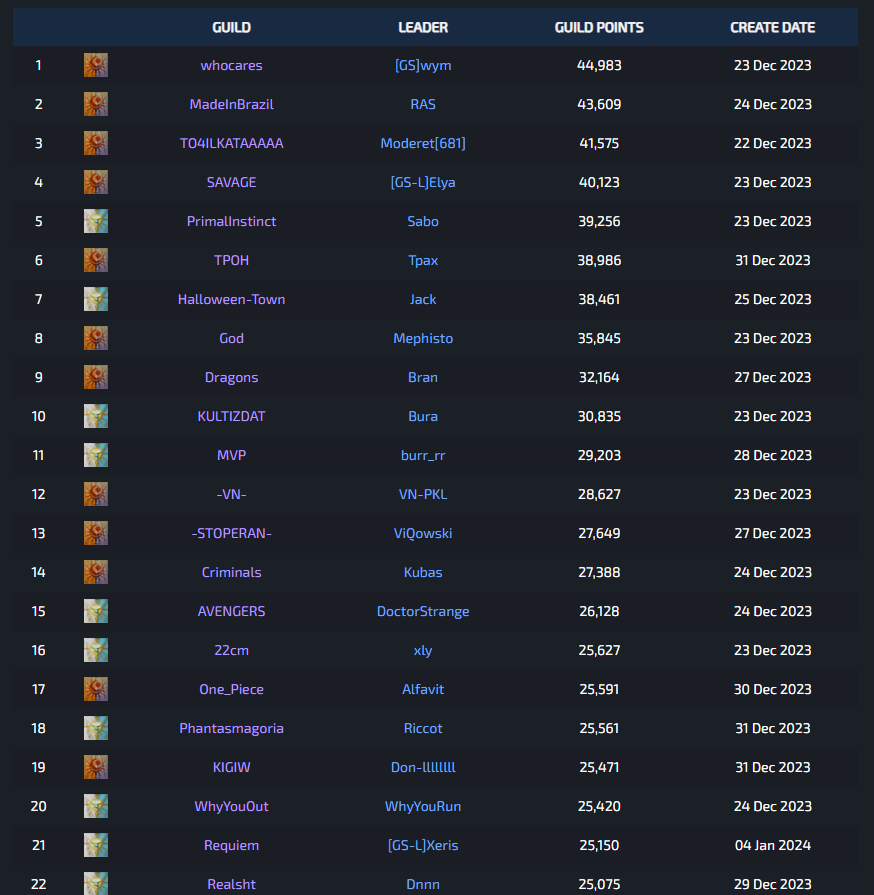 GUILD LEADER GUILD POINTS CREATE DATE
1 whocares [GS]wym 44,983 23 Dec 2023
2 MadeInBrazil RAS 43,609 24 Dec 2023
3 TO4ILKATAAAAA Moderet[681] 41,575 22 Dec 2023
4 SAVAGE [GS-L]Elya 40,123 23 Dec 2023
5 PrimalInstinct Sabo 39,256 23 Dec 2023
6 TPOH Tpax 38,986 31 Dec 2023
7 Halloween-Town Jack 38,461 25 Dec 2023
8 God Mephisto 35,845 23 Dec 2023
9 Dragons Bran 32,164 27 Dec 2023
10 KULTIZDAT Bura 30,835 23 Dec 2023
11 MVP burr_rr 29,203 28 Dec 2023
12 -VN- VN-PKL 28,627 23 Dec 2023
13 -STOPERAN- ViQowski 27,649 27 Dec 2023
14 Criminals Kubas 27,388 24 Dec 2023
15 AVENGERS DoctorStrange 26,128 24 Dec 2023
16 22cm xly 25,627 23 Dec 2023
17 One_Piece Alfavit 25,591 30 Dec 2023
18 Phantasmagoria Riccot 25,561 31 Dec 2023
19 KIGIW Don-llllllll 25,471 31 Dec 2023
20 WhyYouOut WhyYouRun 25,420 24 Dec 2023
21 Requiem [GS-L]Xeris 25,150 04 Jan 2024
22 Realsht Dnnn 25,075 29 Dec 2023